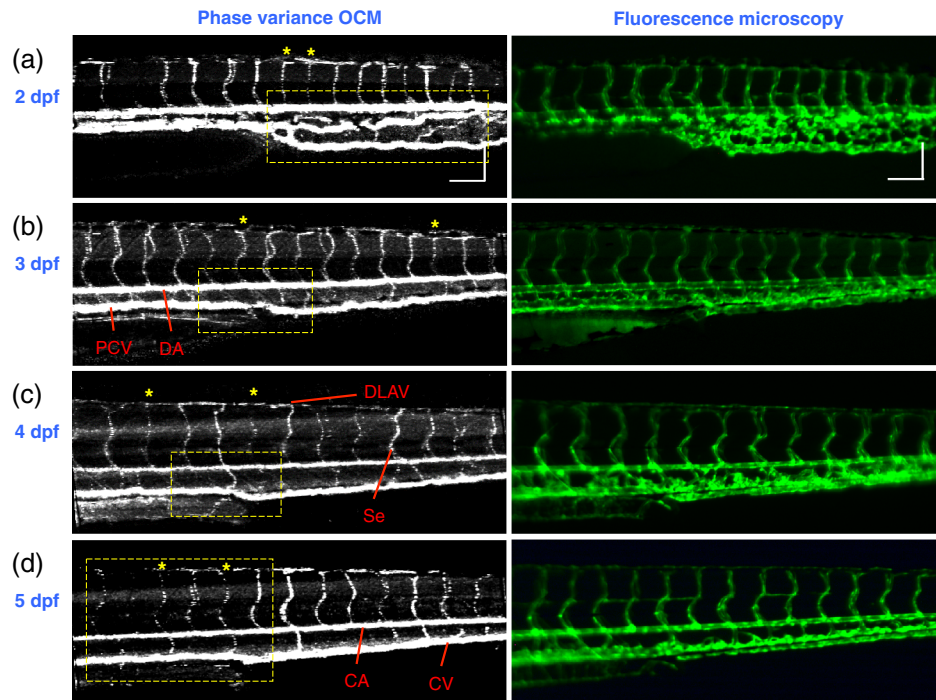 Phase variance OCM
Fluorescence microscopy
(a)
2 dpf
* *
(b)
3 dpf
* *
PCV
DA
(c)
4 dpf
* *
DLAV
Se
(d)
5 dpf
* *
CA
CV